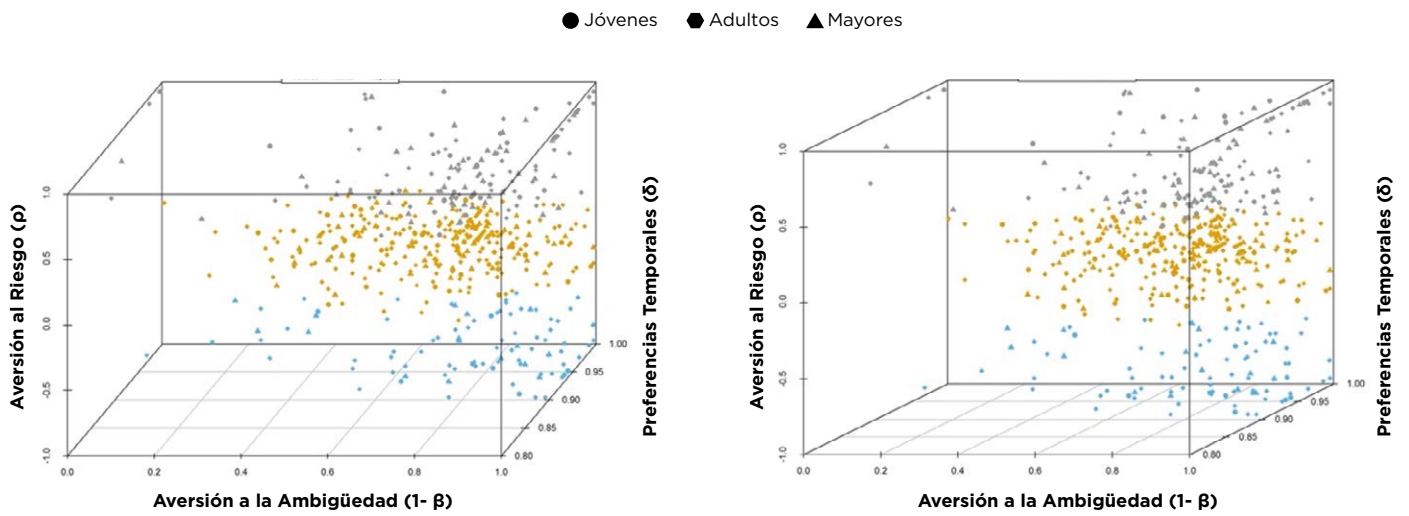 Jóvenes Adultos Mayores
Aversión al Riesgo (ρ)
1.0
0.5
0.0
-0.5
-1.0
0.0 0.2 0.4 0.6 0.8 1.0
Aversión a la Ambigüedad (1- β)
1.00
0.95
0.90
0.85
0.80
Preferencias Temporales (δ)
Aversión al Riesgo (ρ)
1.0
0.5
0.0
-0.5
-1.0
0.0 0.2 0.4 0.6 0.8 1.0
Aversión a la Ambigüedad (1- β)
1.00
0.95
0.90
0.85
0.80
Preferencias Temporales (δ)